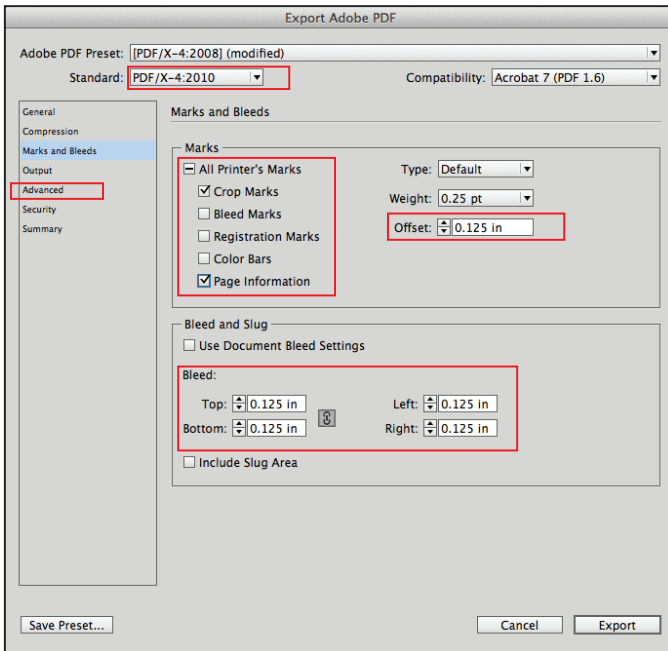 Export Adobe PDF
Adobe PDF Preset: [PDF/X-4:2008] (modified)
Standard: PDF/X-4:2010 Compatibility: Acrobat 7 (PDF 1.6)
General
Compression
Marks and Bleeds
Output
Advanced
Security
Summary
Marks and Bleeds
Marks
All Printer's Marks
Crop Marks
Bleed Marks
Registration Marks
Color Bars
Page Information
Type: Default
Weight: 0.25 pt
Offset: 0.125 in
Bleed and Slug
Use Document Bleed Settings
Bleed:
Top: 0.125 in Left: 0.125 in
Bottom: 0.125 in Right: 0.125 in
Include Slug Area
Save Preset... Cancel Export